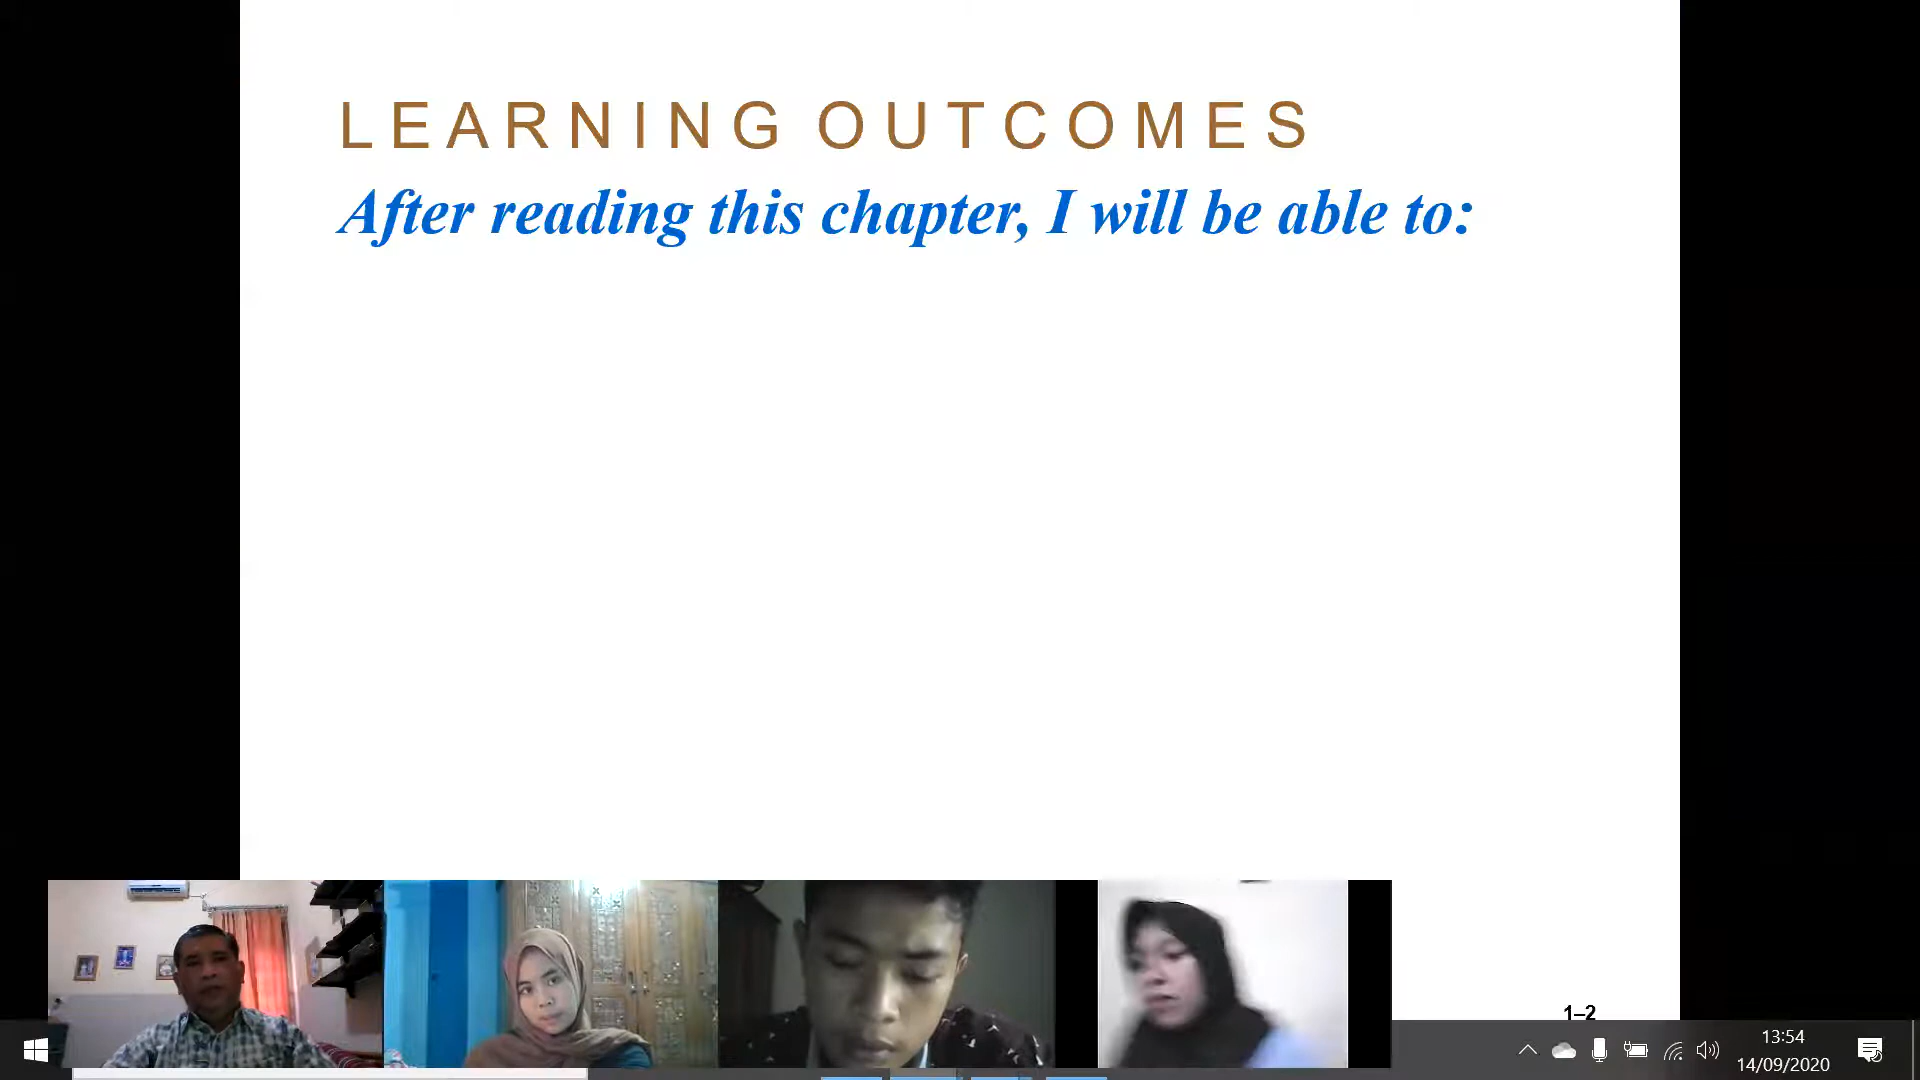 LEARNING OUTCOMES
After reading this chapter, I will be able to:
1–2
13:54
14/09/2020